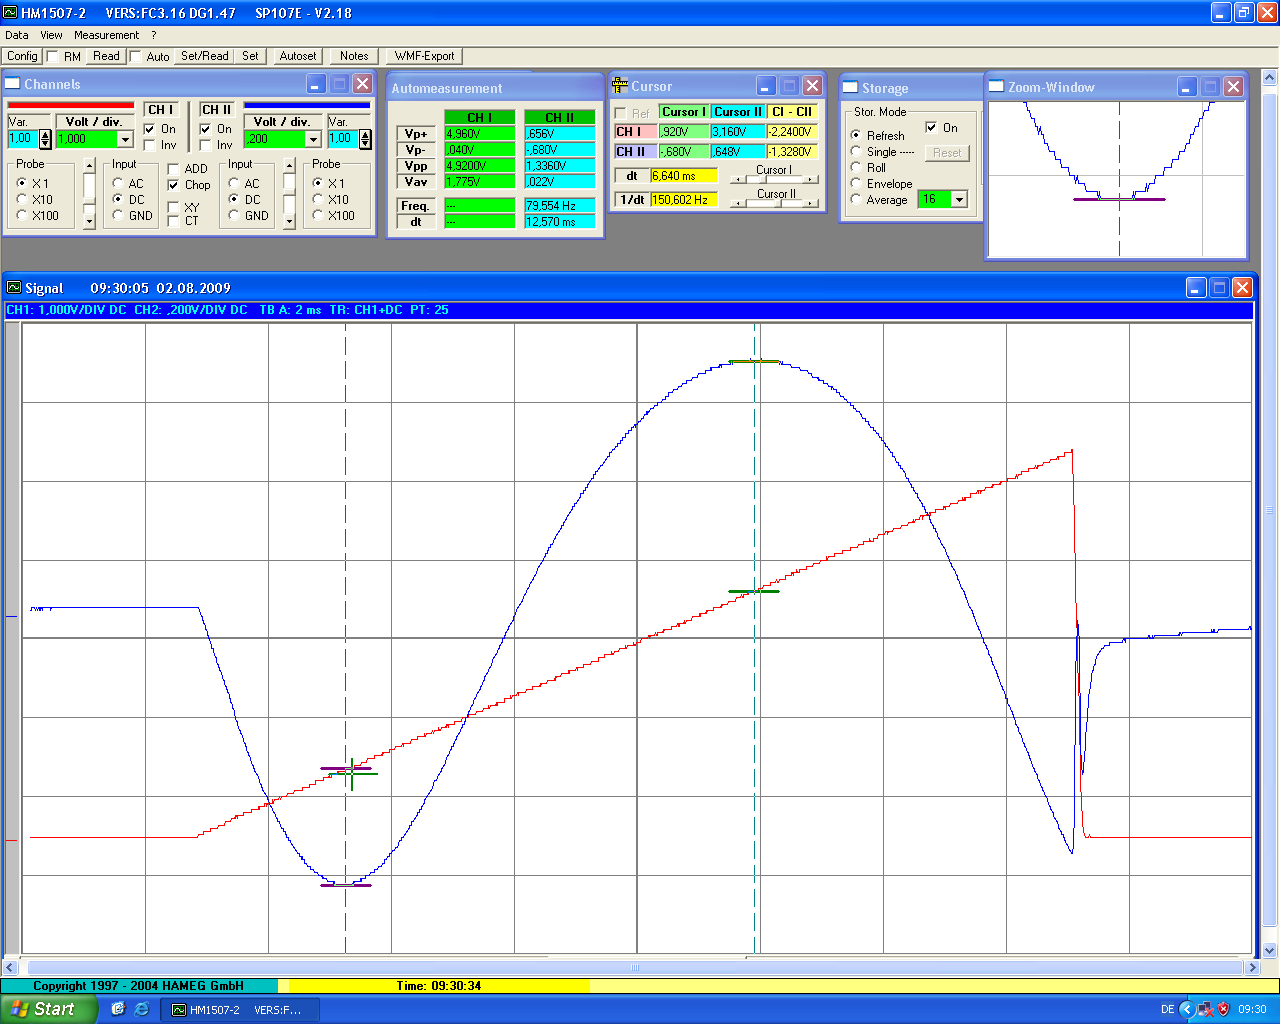 HM1507-2 VERS:FC3.16 DG1.47 SP107E - V2.18
Data View Measurement ?
Config RM Read Auto Set/Read Set Autoset Notes WMF-Export
Channels
Var. Volt / div. CH I CH II Volt / div. Var.
1,00 1,000 On On ,200 1,00
Inv Inv
Probe Input ADD Input Probe
X 1 AC Chop AC X 1
X10 DC DC X10
X100 GND XY GND X100
CT
Automeasurement
CH I CH II
Vp+ 4,960V ,656V
Vp- ,040V -,680V
Vpp 4,9200V 1,3360V
Vav 1,775V ,022V
Freq. --- 79,554 Hz
dt --- 12,570 ms
Cursor
Ref Cursor I Cursor II CI - CII
CH I ,920V 3,160V -2,2400V
CH II -,680V ,648V -1,3280V
dt 6,640 ms Cursor I
1/dt 150,602 Hz Cursor II
Storage
Stor. Mode
Refresh On
Single -----
Reset
Roll
Envelope
Average 16
Zoom-Window
Signal 09:30:05 02.08.2009
CH1: 1,000V/DIV DC CH2: ,200V/DIV DC TB A: 2 ms TR: CH1+DC PT: 25
Copyright 1997 - 2004 HAMEG GmbH Time: 09:30:34
Start HM1507-2 VERS:F... DE 09:30